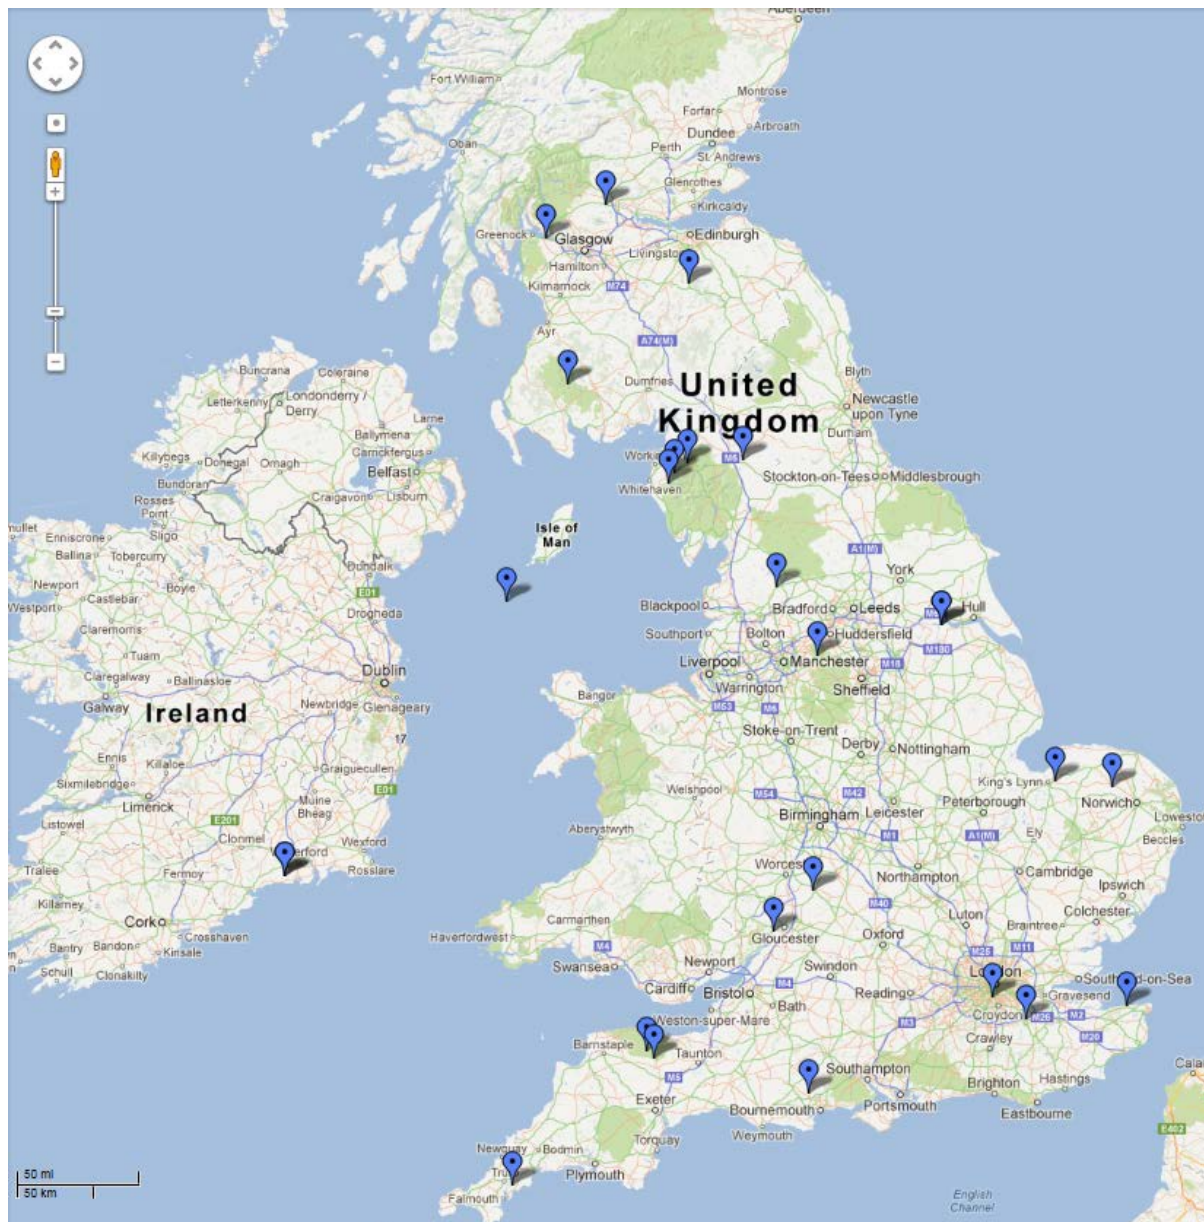 Aberdeen
Fort William
Montrose
Forfar
Arbroath
Dundee
Oban
Perth
St. Andrews
Glenrothes
Kirkcaldy
Greenock
Glasgow
Edinburgh
Livingston
Hamilton
Kilmarnock
M74
Ayr
A74(M)
Dumfries
United
Kingdom
Blyth
Newcastle
upon Tyne
Durham
Buncrana
Coleraine
Letterkenny
Londonderry /
Derry
Larne
Ballymena
Carrickfergus
Killybegs
Donegal
Omagh
Belfast
Bundoran
Craigavon
Lisburn
Rosses
Point
Sligo
Whitehaven
M6
Stockton-on-Tees
Middlesbrough
Isle of
Man
Enniscrone
Ballina
Tobercurry
Boyle
Dundalk
Newport
Castlebar
Westport
E01
Drogheda
Claremorris
Tuam
Claregalway
Ballinasloe
Galway
Dublin
Glenageary
Newbridge
Ireland
17
A1(M)
York
Blackpool
Bradford
Leeds
Hull
Southport
Bolton
Huddersfield
M180
Liverpool
Manchester
M18
Warrington
Sheffield
Bangor
M53
M6
Stoke-on-Trent
Derby
Nottingham
Ennis
Killaloe
Graiguecullen
Sixmilebridge
E01
Limerick
Muine
Bheag
Listowel
E201
Clonmel
Wexford
Tralee
Fermoy
Rosslare
Killarney
Cork
Crosshaven
Bantry
Bandon
Kinsale
Schull
Clonakilty
King's Lynn
Norwich
Welshpool
M54
M42
Leicester
Peterborough
Lowestoft
Birmingham
M1
A1(M)
Ely
Beccles
Aberystwyth
Northampton
Cambridge
Ipswich
Carmarthen
M40
Luton
Braintree
Colchester
Haverfordwest
Gloucester
Oxford
M11
M4
M25
Swansea
Newport
Swindon
Cardiff
Bristol
M4
Reading
Gravesend
Bath
Croydon
M26
M2
Weston-super-Mare
M3
Crawley
M20
Barnstaple
Taunton
Southampton
M5
Brighton
Hastings
Exeter
Bournemouth
Portsmouth
Eastbourne
Weymouth
Torquay
Newquay
Bodmin
Plymouth
Falmouth
E402
English
Channel
50 mi
50 km